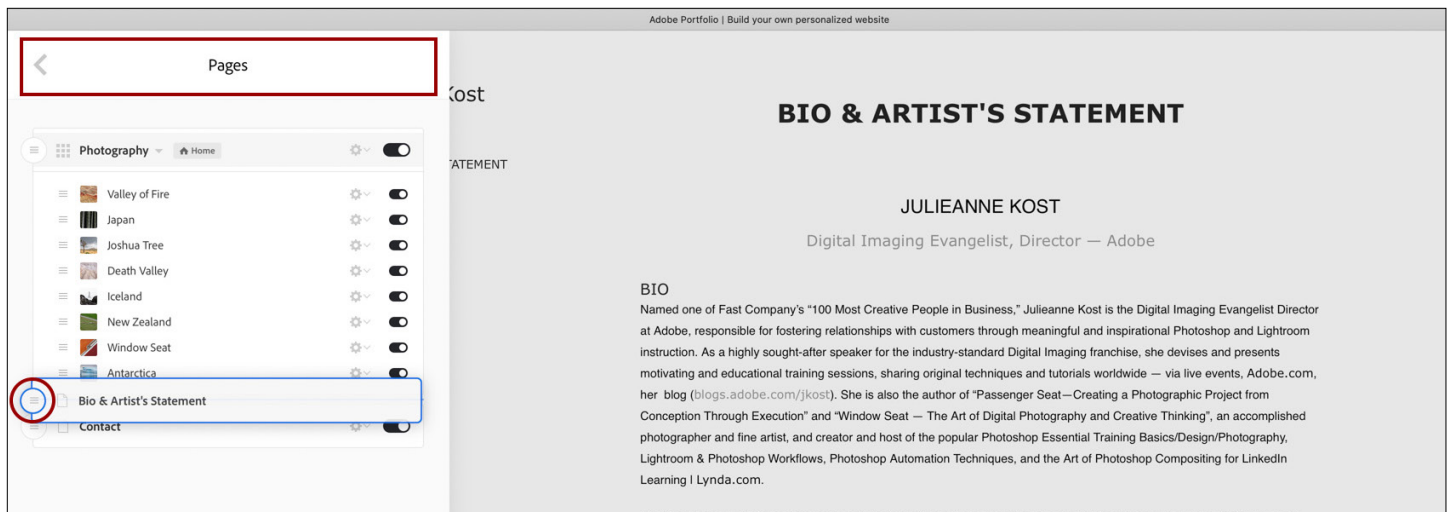 Adobe Portfolio | Build your own personalized website
Pages
Photography
Home
Valley of Fire
Japan
Joshua Tree
Death Valley
Iceland
New Zealand
Window Seat
Antarctica
Bio & Artist's Statement
Contact
Kost
TATEMENT
BIO & ARTIST'S STATEMENT
JULIEANNE KOST
Digital Imaging Evangelist, Director — Adobe
BIO
Named one of Fast Company's “100 Most Creative People in Business,” Julieanne Kost is the Digital Imaging Evangelist Director
at Adobe, responsible for fostering relationships with customers through meaningful and inspirational Photoshop and Lightroom
instruction. As a highly sought-after speaker for the industry-standard Digital Imaging franchise, she devises and presents
motivating and educational training sessions, sharing original techniques and tutorials worldwide — via live events, Adobe.com,
her blog (blogs.adobe.com/jkost). She is also the author of “Passenger Seat—Creating a Photographic Project from
Conception Through Execution” and “Window Seat — The Art of Digital Photography and Creative Thinking”, an accomplished
photographer and fine artist, and creator and host of the popular Photoshop Essential Training Basics/Design/Photography,
Lightroom & Photoshop Workflows, Photoshop Automation Techniques, and the Art of Photoshop Compositing for LinkedIn
Learning | Lynda.com.